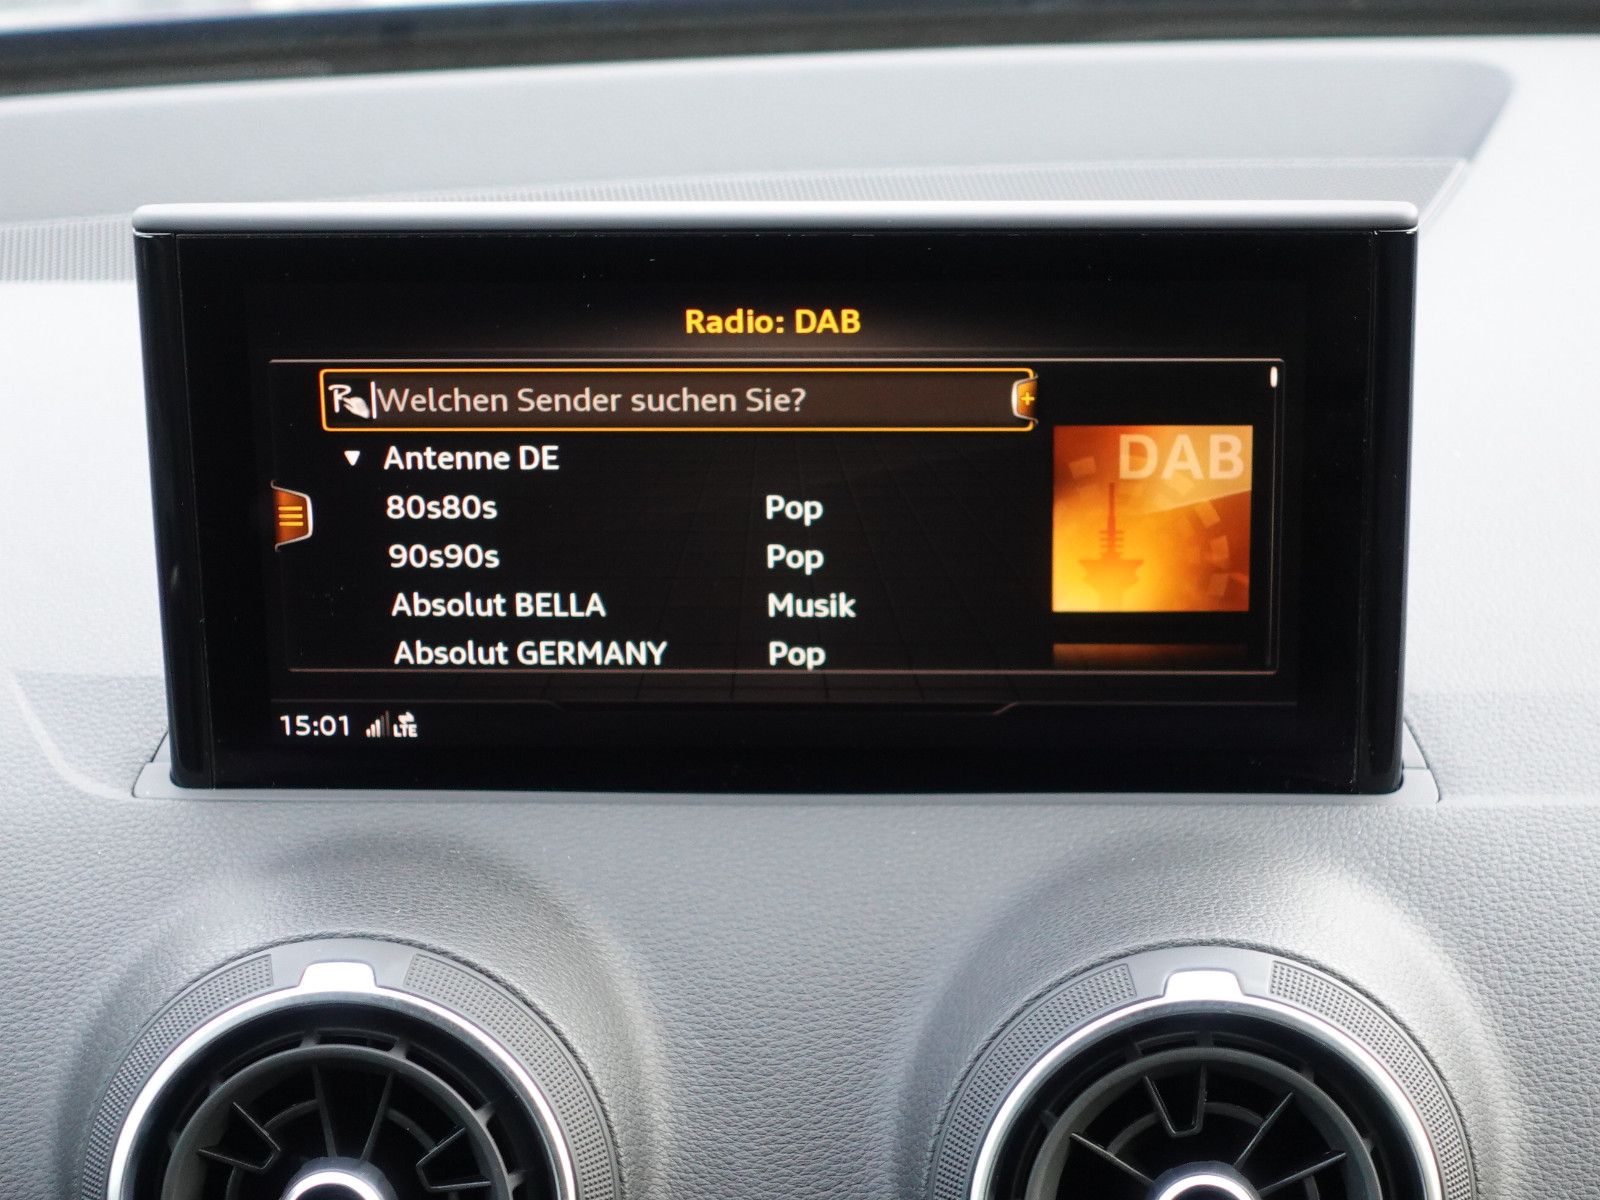 Radio: DAB
Welchen Sender suchen Sie?
DAB
Antenne DE
80s80s Pop
90s90s Pop
Absolut BELLA Musik
Absolut GERMANY Pop
15:01 LTE